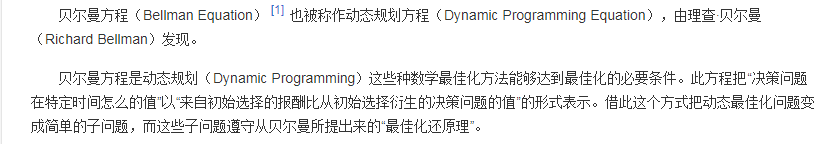 贝尔曼方程（Bellman Equation） [1] 也被称作动态规划方程（Dynamic Programming Equation），由理查·贝尔曼
（Richard Bellman）发现。
贝尔曼方程是动态规划（Dynamic Programming）这些种数学最佳化方法能够达到最佳化的必要条件。此方程把“决策问题
在特定时间怎么的值”以“来自初始选择的报酬比从初始选择衍生的决策问题的值”的形式表示。借此这个方式把动态最佳化问题变
成简单的子问题，而这些子问题遵守从贝尔曼所提出来的“最佳化还原理”。